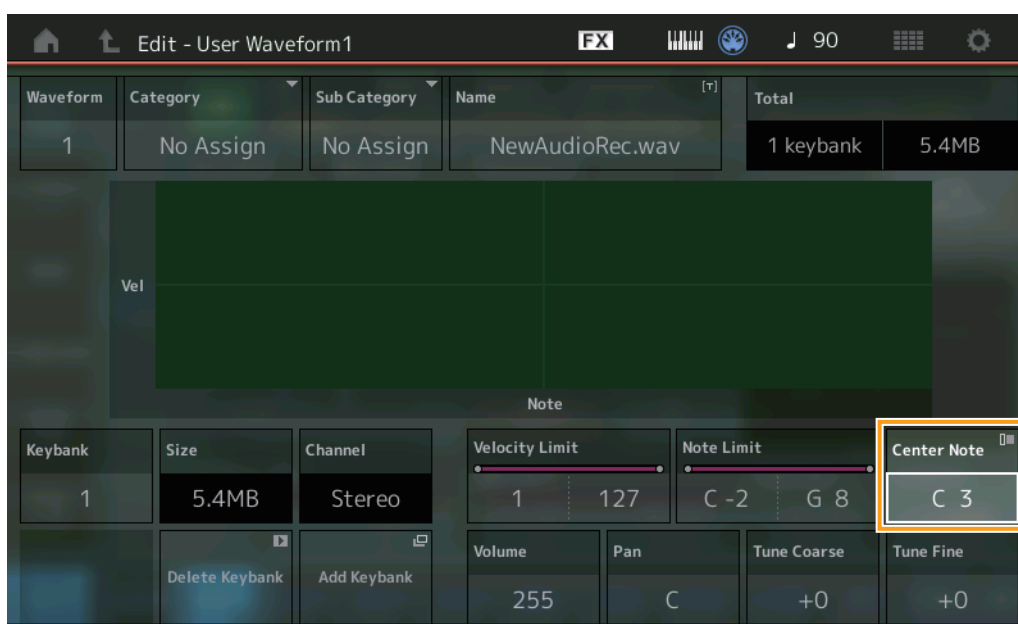 Edit - User Waveform1 FX ♩ 90
Waveform Category Sub Category Name [T] Total
1 No Assign No Assign NewAudioRec.wav 1 keybank 5.4MB
Vel
Note
Keybank Size Channel Velocity Limit Note Limit Center Note
1 5.4MB Stereo 1 127 C -2 G 8 C 3
Delete Keybank Add Keybank Volume Pan Tune Coarse Tune Fine
255 C +0 +0